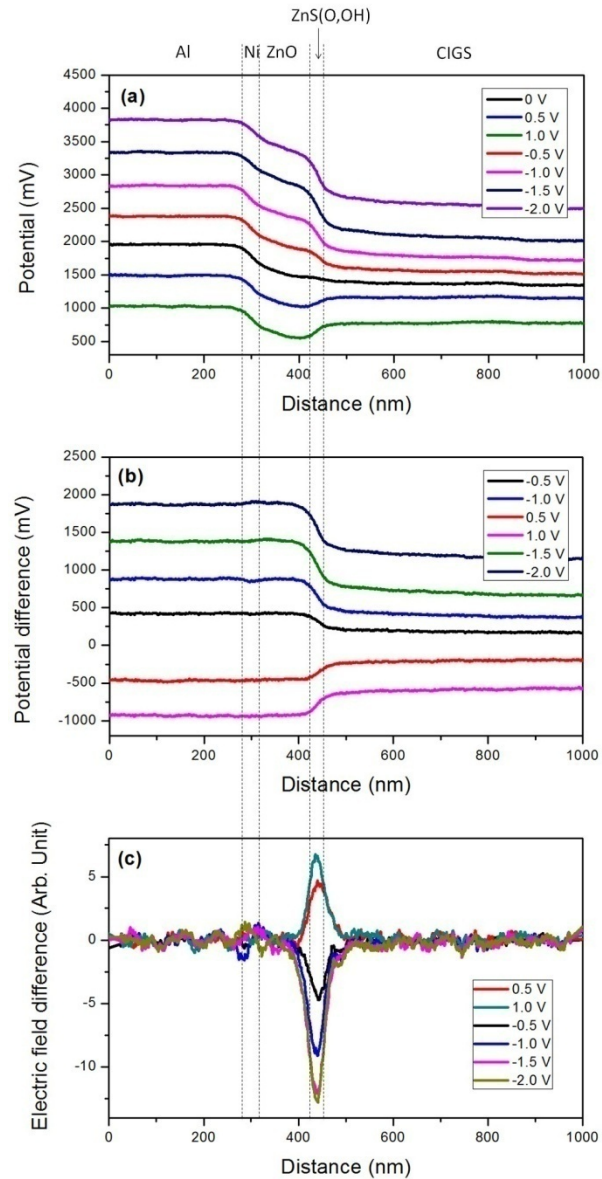 ZnS(O,OH)
Al Ni ZnO CIGS
(a)
4500
4000
3500
3000
2500
2000
1500
1000
500
Potential (mV)
0 V
0.5 V
1.0 V
-0.5 V
-1.0 V
-1.5 V
-2.0 V
0 200 400 600 800 1000
Distance (nm)
(b)
2500
2000
1500
1000
500
0
-500
-1000
Potential difference (mV)
-0.5 V
-1.0 V
0.5 V
1.0 V
-1.5 V
-2.0 V
0 200 400 600 800 1000
Distance (nm)
(c)
5
0
-5
-10
Electric field difference (Arb. Unit)
0.5 V
1.0 V
-0.5 V
-1.0 V
-1.5 V
-2.0 V
0 200 400 600 800 1000
Distance (nm)